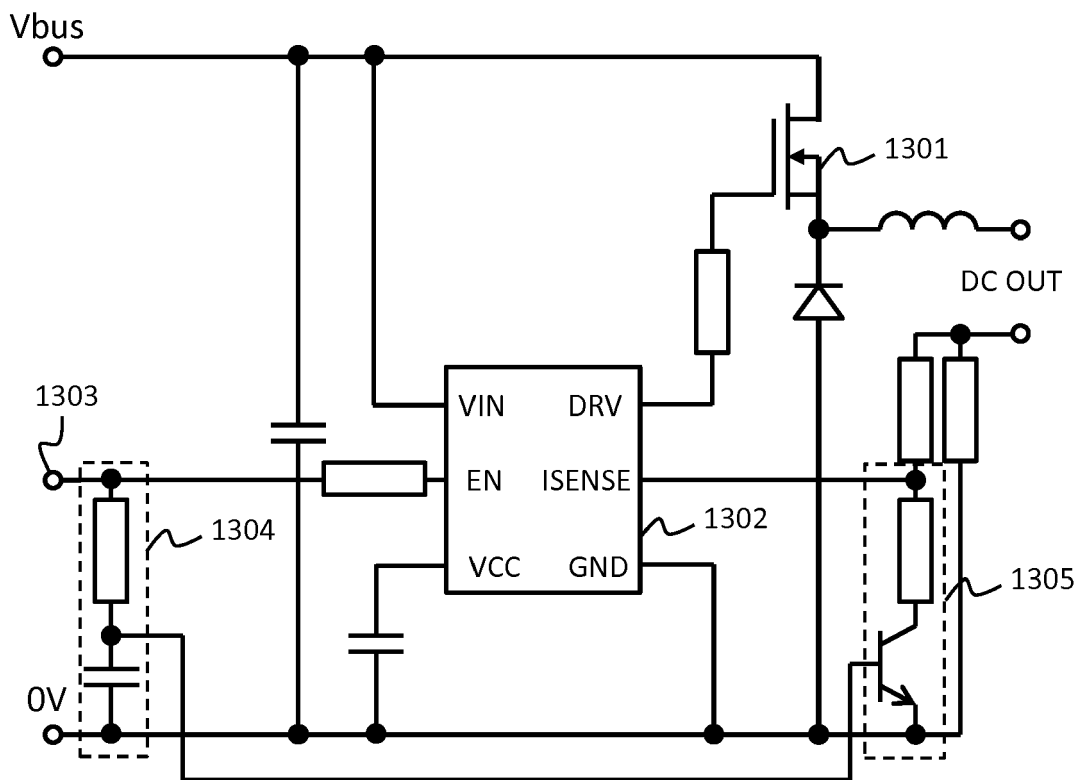 Vbus
1301
DC OUT
1303
VIN
DRV
EN
ISENSE
1304
1302
VCC
GND
1305
0V